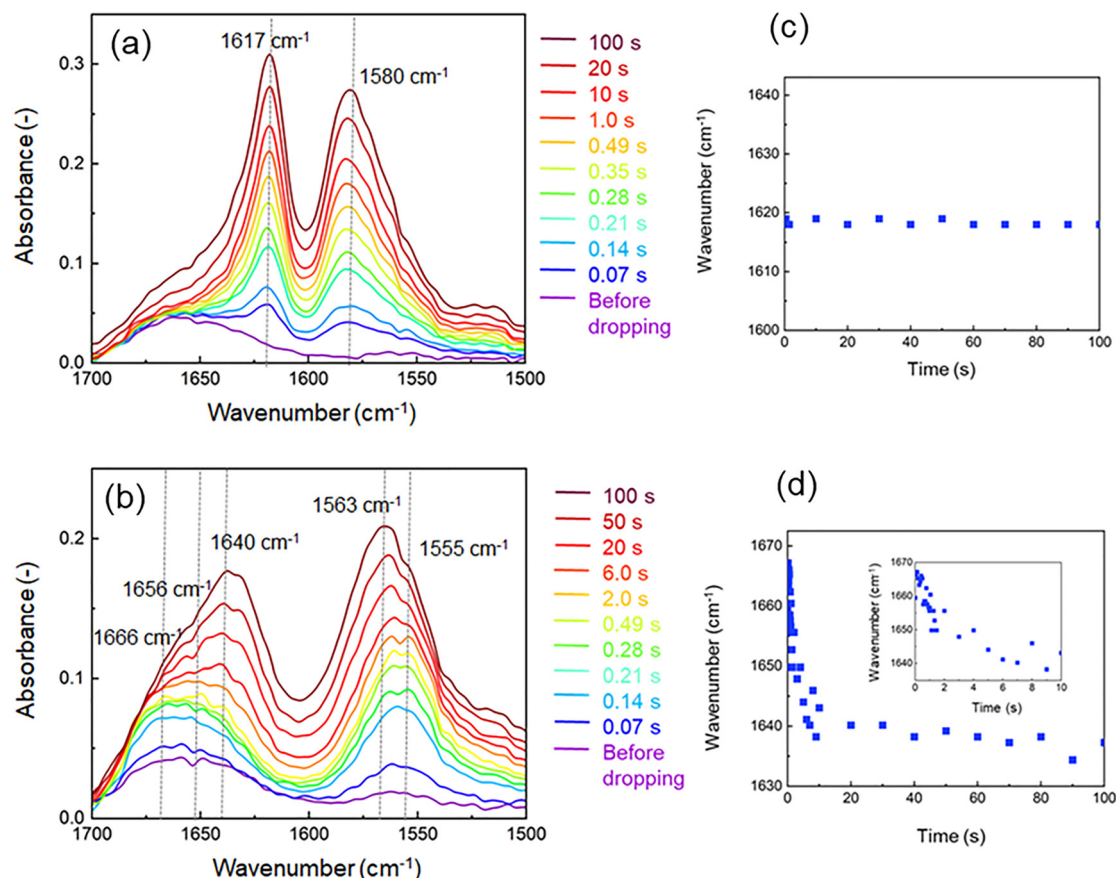 (a)
1617 cm⁻¹
1580 cm⁻¹
0.3
0.2
0.1
0.0
Absorbance (-)
1700
1650
1600
1550
1500
Wavenumber (cm⁻¹)
100 s
20 s
10 s
1.0 s
0.49 s
0.35 s
0.28 s
0.21 s
0.14 s
0.07 s
Before
dropping
(c)
1640
1630
1620
1610
1600
Wavenumber (cm⁻¹)
0
20
40
60
80
100
Time (s)
(b)
1563 cm⁻¹
1640 cm⁻¹
1555 cm⁻¹
1656 cm⁻¹
1666 cm⁻¹
0.2
0.1
0.0
Absorbance (-)
1700
1650
1600
1550
1500
Wavenumber (cm⁻¹)
100 s
50 s
20 s
6.0 s
2.0 s
0.49 s
0.28 s
0.21 s
0.14 s
0.07 s
Before
dropping
(d)
1670
1660
1650
1640
1630
Wavenumber (cm⁻¹)
0
20
40
60
80
100
Time (s)
1670
1660
1650
1640
Wavenumber (cm⁻¹)
0
2
4
6
8
10
Time (s)